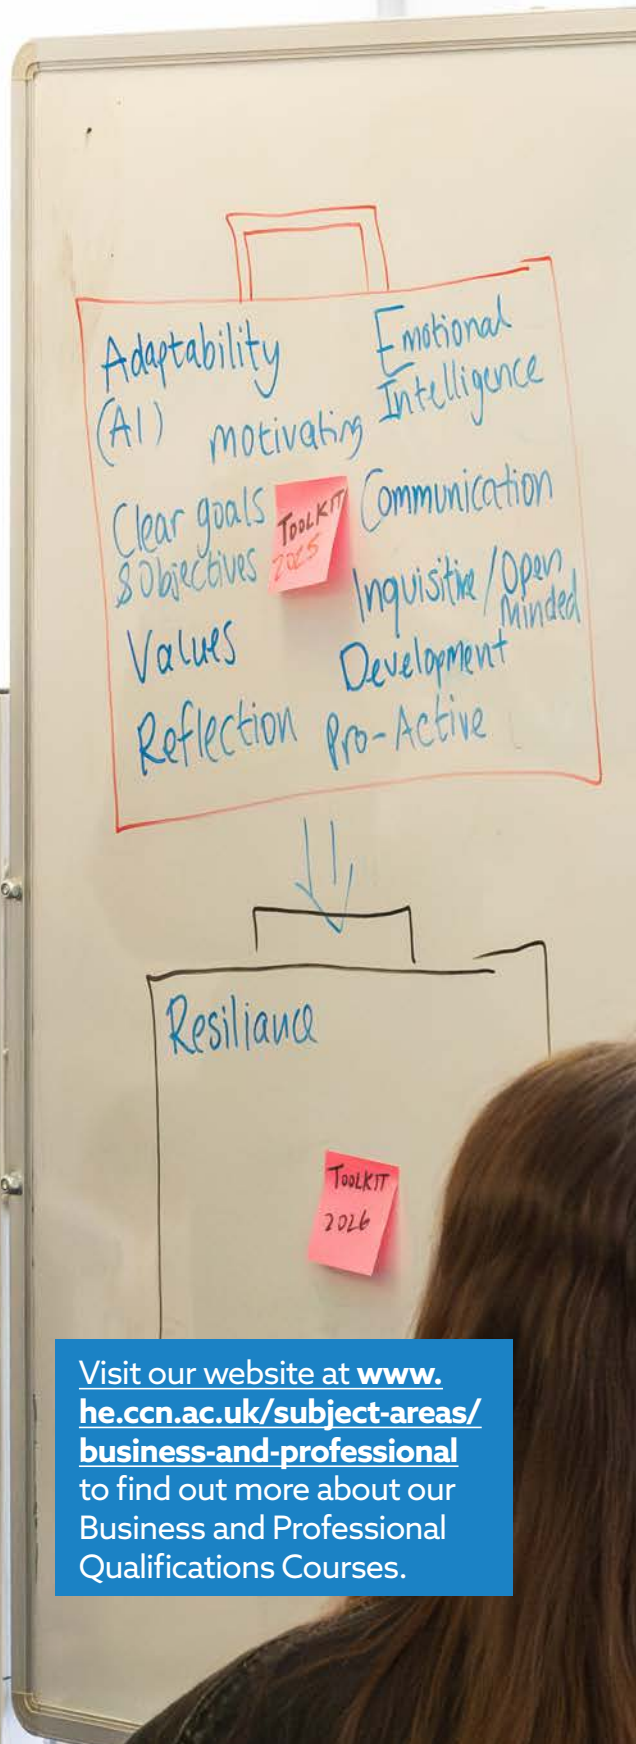 Adaptability
(AI)
Emotional
Intelligence
motivating
Clear goals
& Objectives
TOOLKIT
2025
Communication
Inquisitive / Open
Minded
Values
Development
Reflection
Pro-Active
Resiliance
TOOLKIT
2026
Visit our website at www.
he.ccn.ac.uk/subject-areas/
business-and-professional
to find out more about our
Business and Professional
Qualifications Courses.